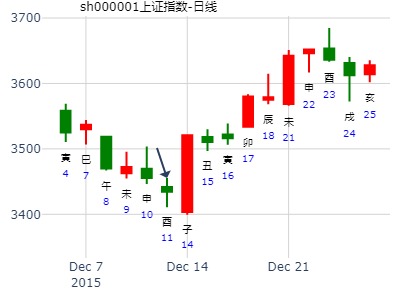 sh000001上证指数-日线
3700
3600
3500
3400
寅
4
巳
7
午
8
未
9
申
10
酉
11
子
14
丑
15
寅
16
卯
17
辰
18
未
21
申
22
酉
23
戌
24
亥
25
Dec 7
2015
Dec 14
Dec 21